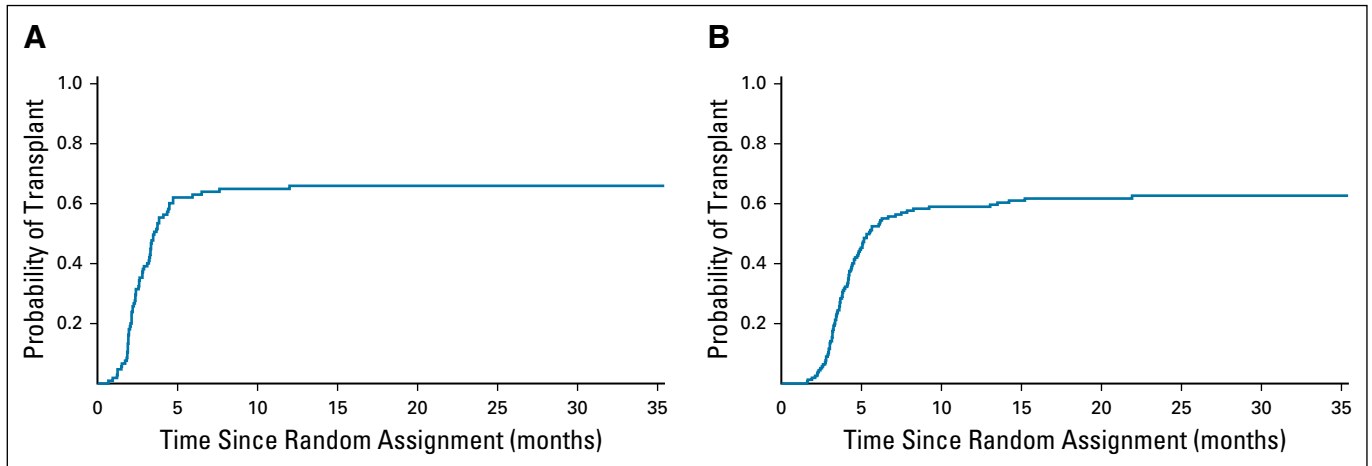 A
Probability of Transplant
1.0
0.8
0.6
0.4
0.2
0 5 10 15 20 25 30 35
Time Since Random Assignment (months)
B
Probability of Transplant
1.0
0.8
0.6
0.4
0.2
0 5 10 15 20 25 30 35
Time Since Random Assignment (months)